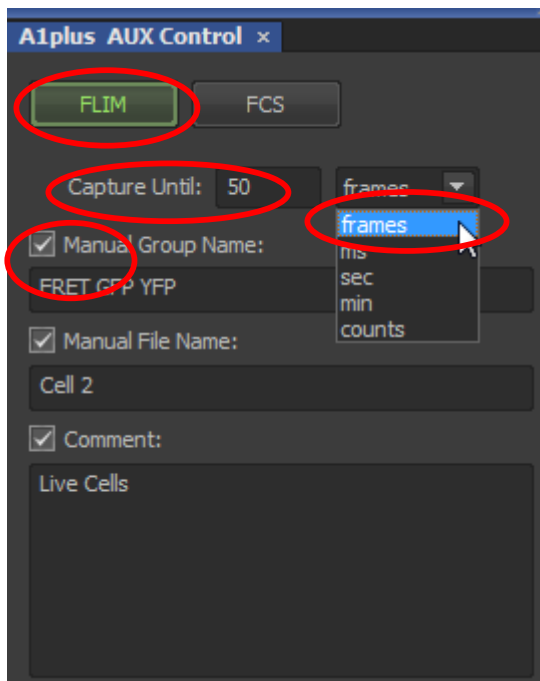 A1plus AUX Control ×
FLIM FCS
Capture Until: 50 frames
frames
Manual Group Name:
ms
FRET GFP YFP
sec
min
Manual File Name:
counts
Cell 2
Comment:
Live Cells